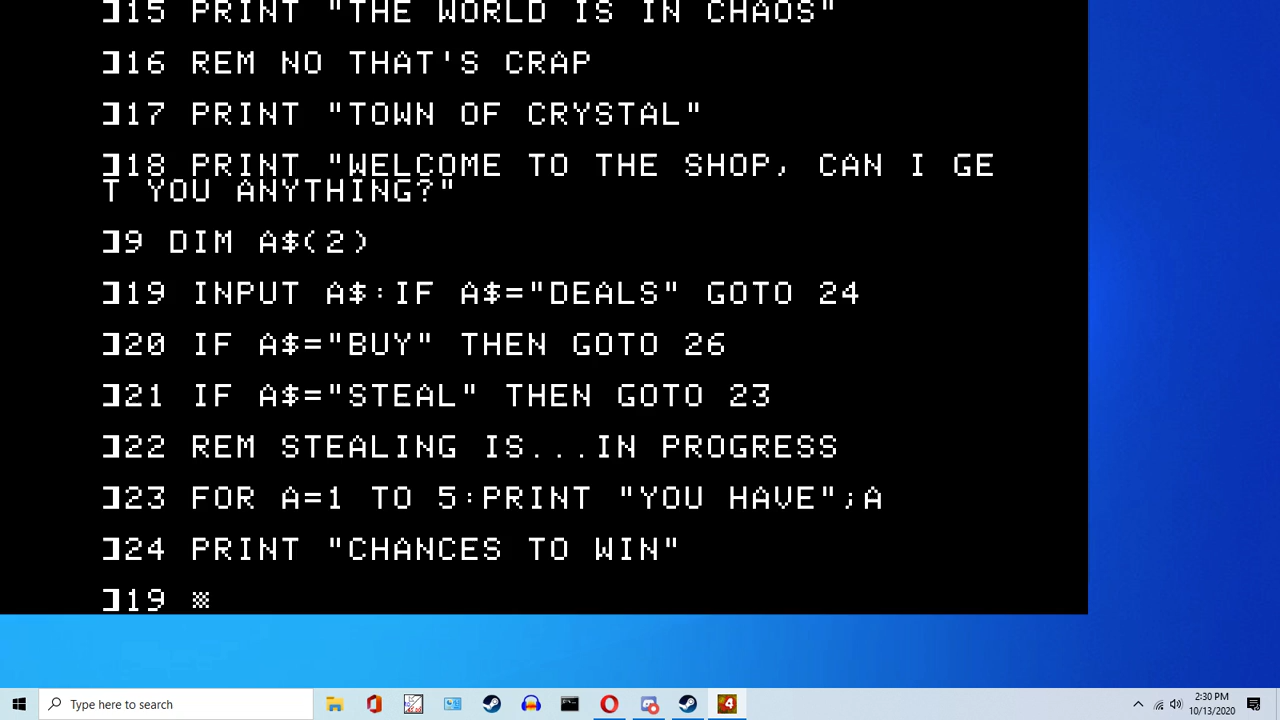 ]15 PRINT "THE WORLD IS IN CHAOS"
]16 REM NO THAT'S CRAP
]17 PRINT "TOWN OF CRYSTAL"
]18 PRINT "WELCOME TO THE SHOP, CAN I GE
T YOU ANYTHING?"
]9 DIM A$(2)
]19 INPUT A$:IF A$="DEALS" GOTO 24
]20 IF A$="BUY" THEN GOTO 26
]21 IF A$="STEAL" THEN GOTO 23
]22 REM STEALING IS...IN PROGRESS
]23 FOR A=1 TO 5:PRINT "YOU HAVE";A
]24 PRINT "CHANCES TO WIN"
]19
Type here to search
4
2:30 PM
10/13/2020